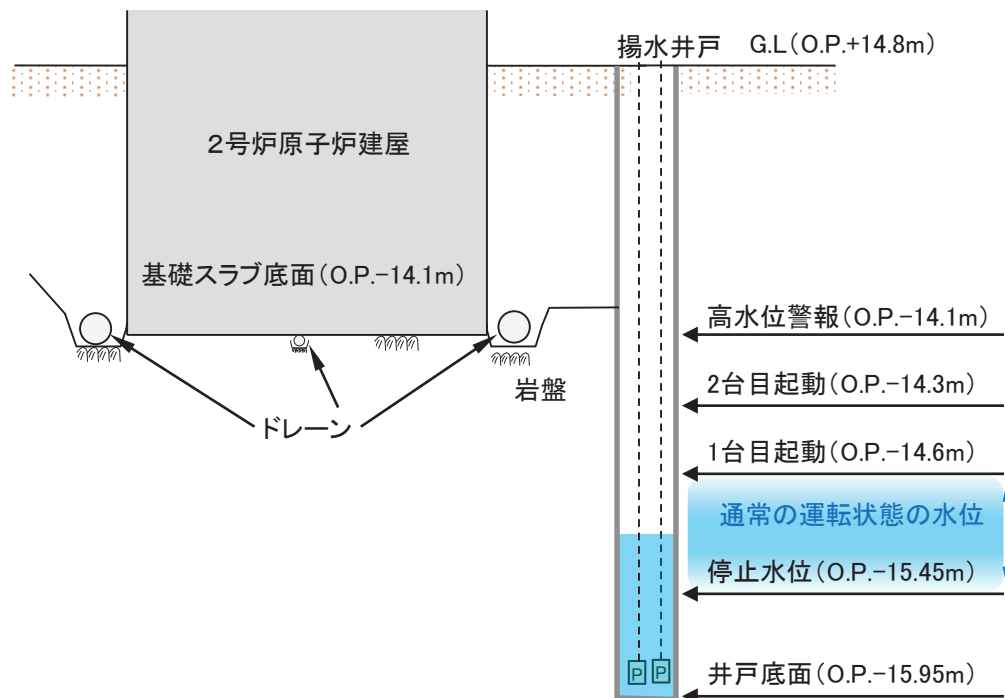 揚水井戸 G.L(O.P.+14.8m)
2号炉原子炉建屋
基礎スラブ底面(O.P.-14.1m)
高水位警報(O.P.-14.1m)
2台目起動(O.P.-14.3m)
岩盤
ドレーン
1台目起動(O.P.-14.6m)
通常の運転状態の水位
停止水位(O.P.-15.45m)
P P
井戸底面(O.P.-15.95m)